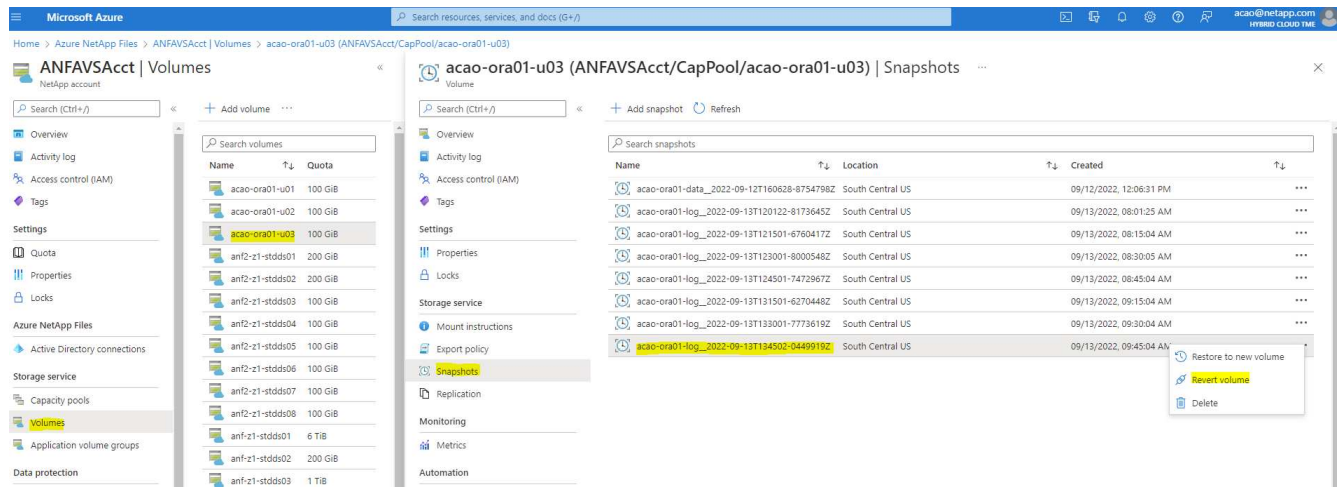 Microsoft Azure
Search resources, services, and docs (G+/)
acao@netapp.com
HYBRID CLOUD TME
Home > Azure NetApp Files > ANFAVSAcct | Volumes > acao-ora01-u03 (ANFAVSAcct/CapPool/acao-ora01-u03)
ANFAVSAcct | Volumes
NetApp account
Search (Ctrl+/)
Overview
Activity log
Access control (IAM)
Tags
Settings
Quota
Properties
Locks
Azure NetApp Files
Active Directory connections
Storage service
Capacity pools
Volumes
Application volume groups
Data protection
+ Add volume ...
Search volumes
Name Quota
acao-ora01-u01 100 GiB
acao-ora01-u02 100 GiB
acao-ora01-u03 100 GiB
anf2-z1-stdds01 200 GiB
anf2-z1-stdds02 200 GiB
anf2-z1-stdds03 100 GiB
anf2-z1-stdds04 100 GiB
anf2-z1-stdds05 100 GiB
anf2-z1-stdds06 100 GiB
anf2-z1-stdds07 100 GiB
anf2-z1-stdds08 100 GiB
anf-z1-stdds01 6 TiB
anf-z1-stdds02 200 GiB
anf-z1-stdds03 1 TiB
acao-ora01-u03 (ANFAVSAcct/CapPool/acao-ora01-u03) | Snapshots ...
Volume
Search (Ctrl+/)
Overview
Activity log
Access control (IAM)
Tags
Settings
Properties
Locks
Storage service
Mount instructions
Export policy
Snapshots
Replication
Monitoring
Metrics
Automation
+ Add snapshot Refresh
Search snapshots
Name Location Created
acao-ora01-data__2022-09-12T160628-8754798Z South Central US 09/12/2022, 12:06:31 PM
acao-ora01-log__2022-09-13T120122-8173645Z South Central US 09/13/2022, 08:01:25 AM
acao-ora01-log__2022-09-13T121501-6760417Z South Central US 09/13/2022, 08:15:04 AM
acao-ora01-log__2022-09-13T123001-8000548Z South Central US 09/13/2022, 08:30:05 AM
acao-ora01-log__2022-09-13T124501-7472967Z South Central US 09/13/2022, 08:45:04 AM
acao-ora01-log__2022-09-13T131501-6270448Z South Central US 09/13/2022, 09:15:04 AM
acao-ora01-log__2022-09-13T133001-7773619Z South Central US 09/13/2022, 09:30:04 AM
acao-ora01-log__2022-09-13T134502-0449919Z South Central US 09/13/2022, 09:45:04 AM
Restore to new volume
Revert volume
Delete